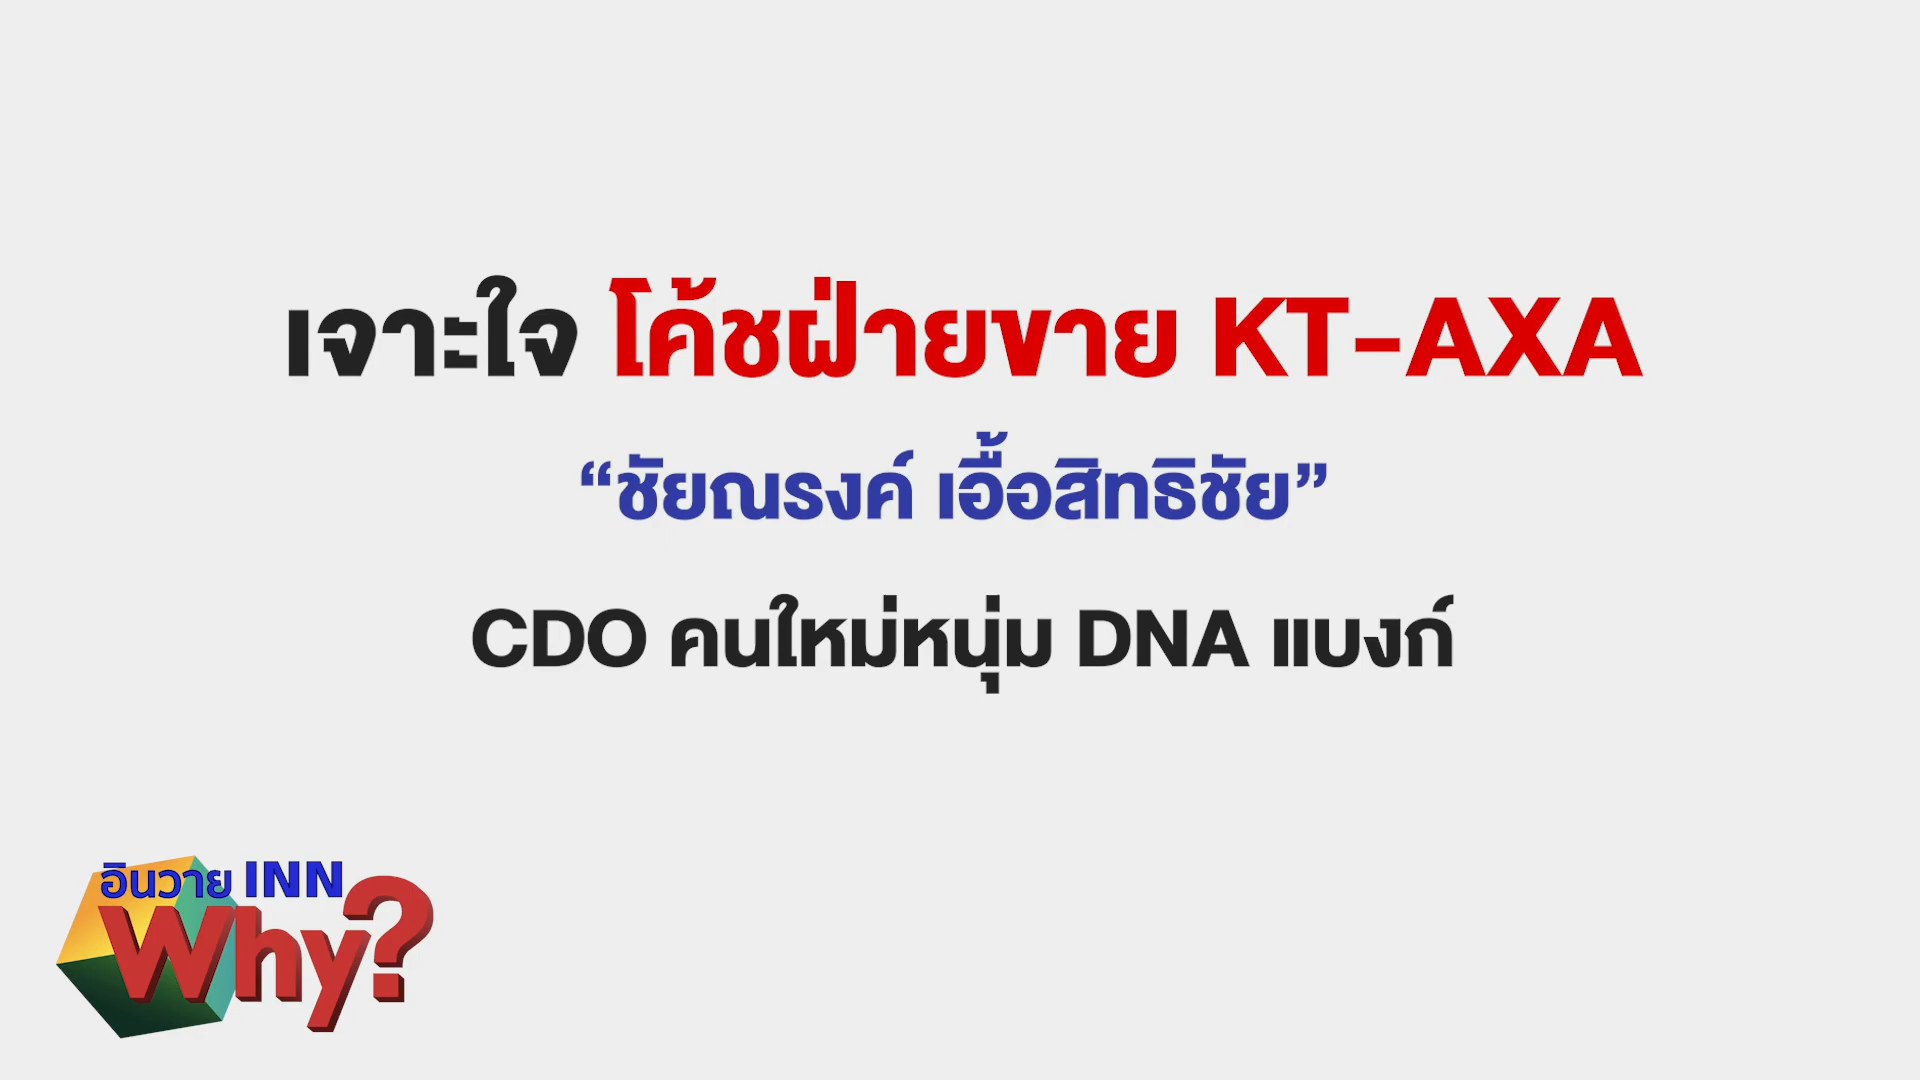 เจาะใจ โค้ชฝ่ายขาย KT-AXA
“ชัยณรงค์ เอื้อสิทธิชัย”
CDO คนใหม่หนุ่ม DNA แบงก์
อินวาย INN
Why?